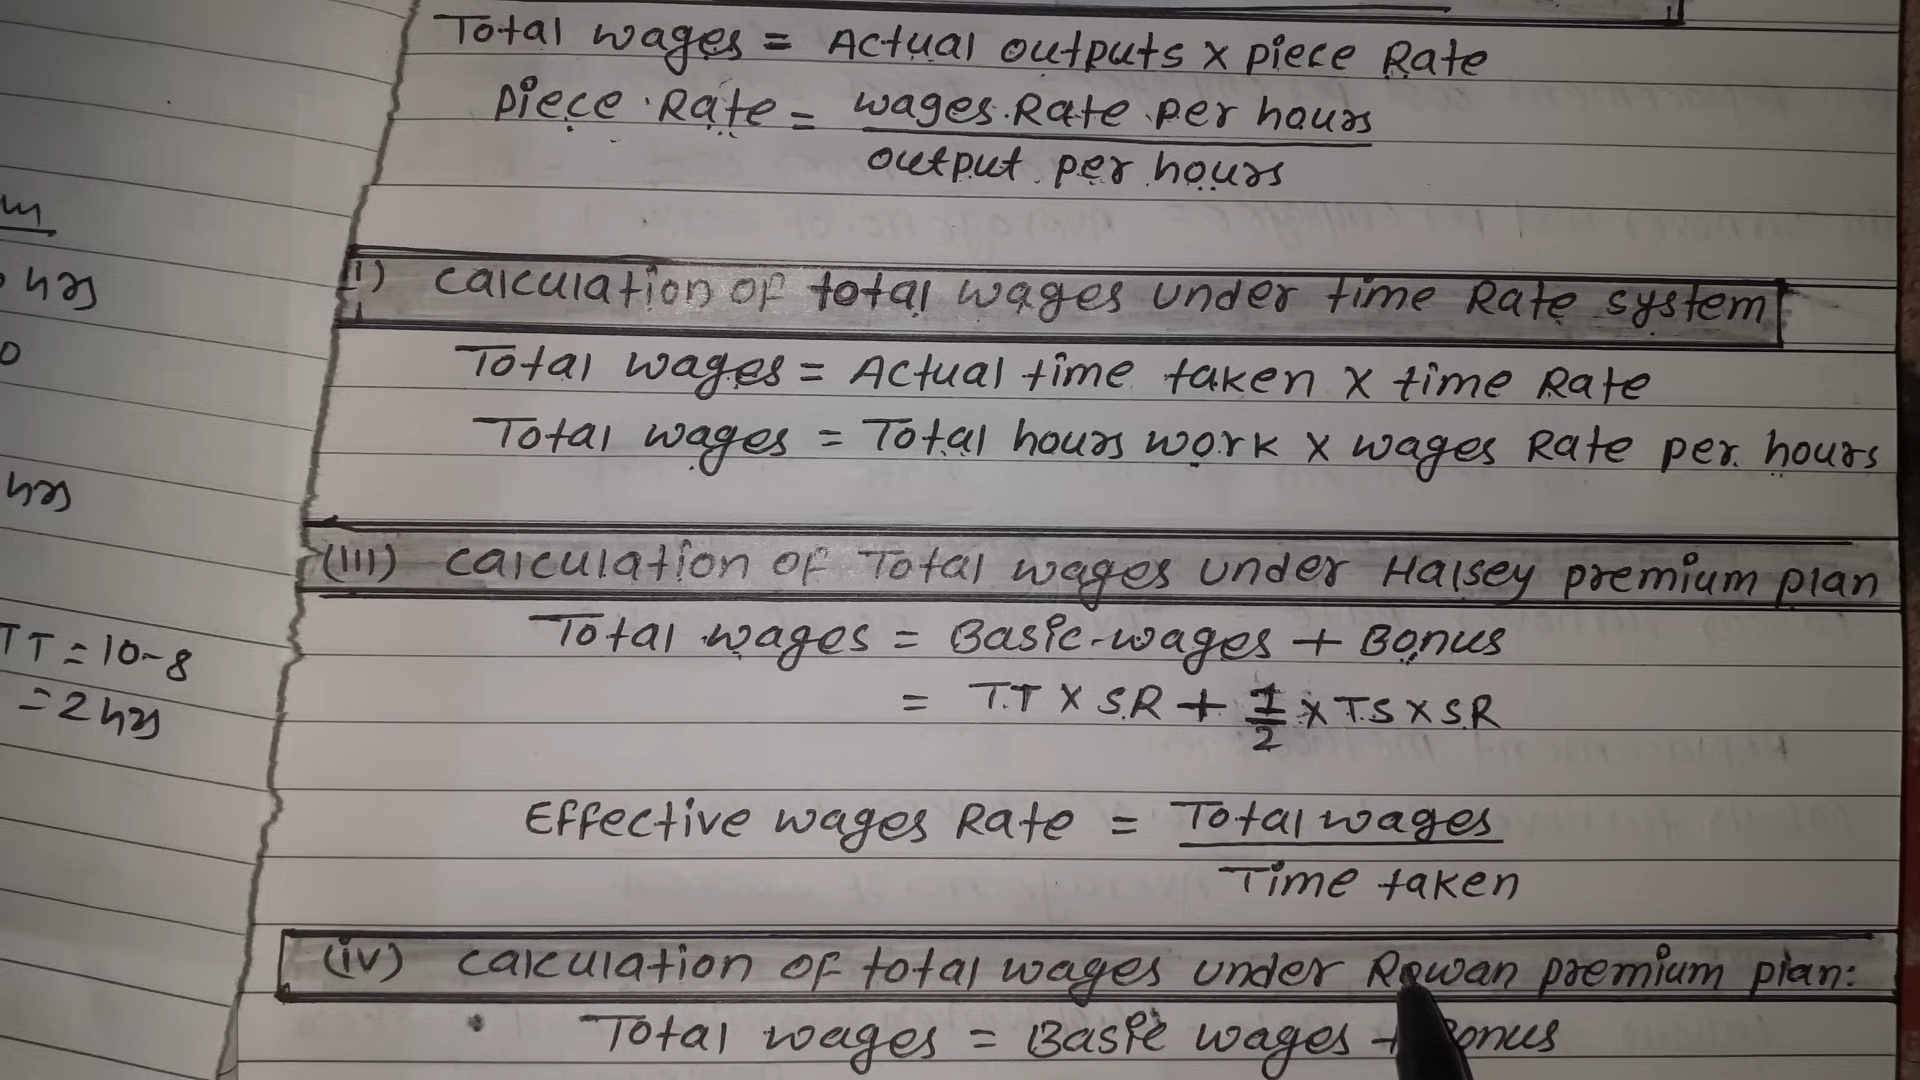 Total wages = Actual outputs x piece Rate
piece Rate = wages Rate per hours
output per hours
m
hrs
0
hrs
TT = 10-8
= 2 hrs
i) calculation of total wages under time Rate system
Total wages = Actual time taken x time Rate
Total wages = Total hours work x wages Rate per hours
(III) calculation of Total wages under Halsey premium plan
Total wages = Basic wages + Bonus
= T.T x S.R + 1/2 x T.S x S.R
Effective wages Rate = Total wages
Time taken
(iv) calculation of total wages under Rowan premium plan:
Total wages = Basic wages + Bonus